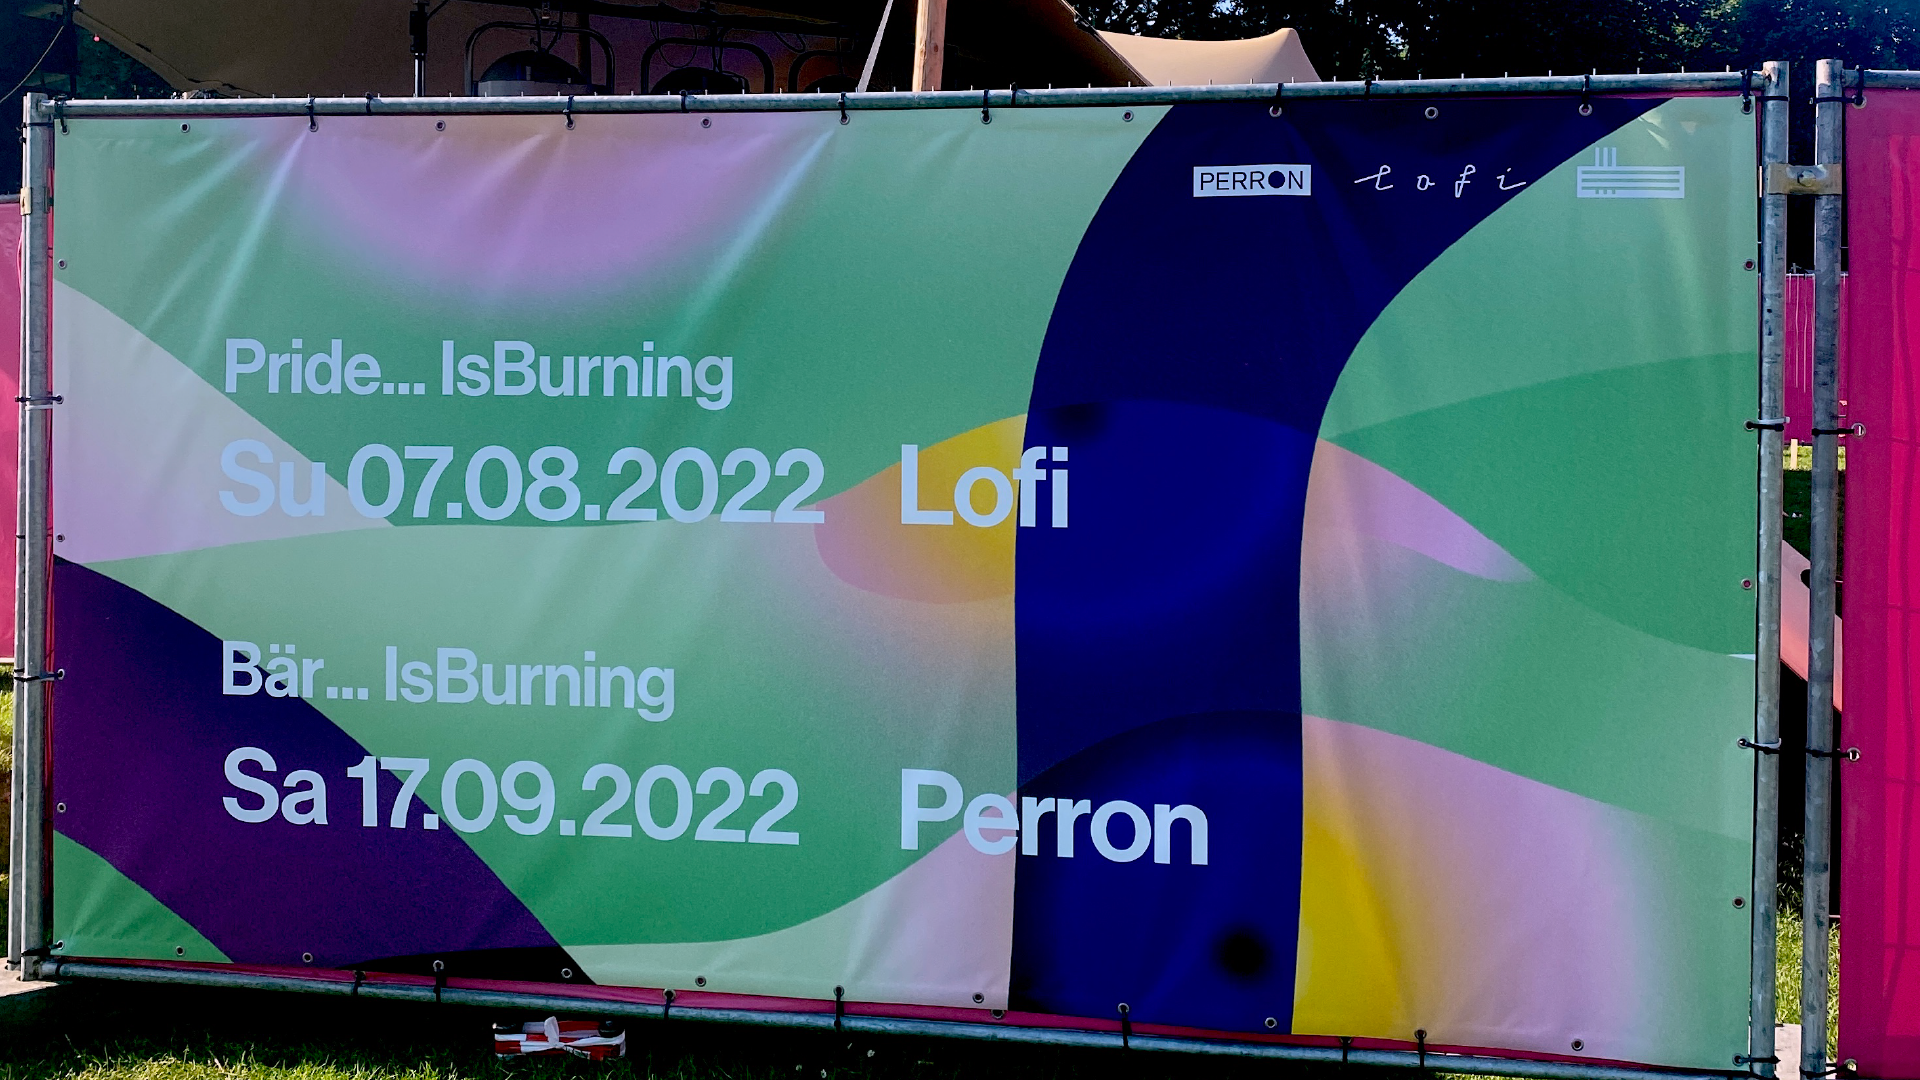 PERRON lofi
Pride... IsBurning
Su 07.08.2022 Lofi
Bär... IsBurning
Sa 17.09.2022 Perron